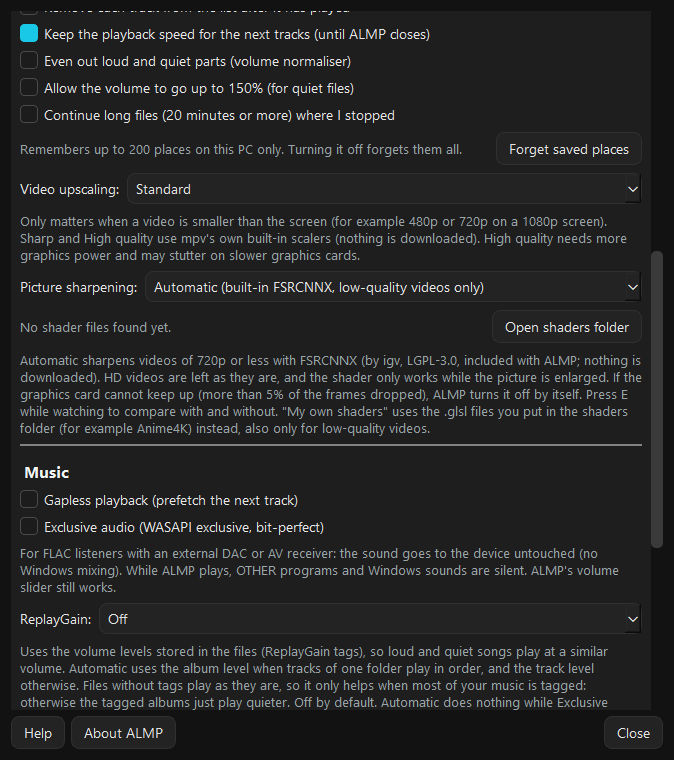 Remove each track from the list after it has played
Keep the playback speed for the next tracks (until ALMP closes)
Even out loud and quiet parts (volume normaliser)
Allow the volume to go up to 150% (for quiet files)
Continue long files (20 minutes or more) where I stopped
Remembers up to 200 places on this PC only. Turning it off forgets them all.
Forget saved places
Video upscaling:
Standard
Only matters when a video is smaller than the screen (for example 480p or 720p on a 1080p screen).
Sharp and High quality use mpv's own built-in scalers (nothing is downloaded). High quality needs more
graphics power and may stutter on slower graphics cards.
Picture sharpening:
Automatic (built-in FSRCNNX, low-quality videos only)
No shader files found yet.
Open shaders folder
Automatic sharpens videos of 720p or less with FSRCNNX (by igv, LGPL-3.0, included with ALMP; nothing is
downloaded). HD videos are left as they are, and the shader only works while the picture is enlarged. If the
graphics card cannot keep up (more than 5% of the frames dropped), ALMP turns it off by itself. Press E
while watching to compare with and without. "My own shaders" uses the .glsl files you put in the shaders
folder (for example Anime4K) instead, also only for low-quality videos.
Music
Gapless playback (prefetch the next track)
Exclusive audio (WASAPI exclusive, bit-perfect)
For FLAC listeners with an external DAC or AV receiver: the sound goes to the device untouched (no
Windows mixing). While ALMP plays, OTHER programs and Windows sounds are silent. ALMP's volume
slider still works.
ReplayGain:
Off
Uses the volume levels stored in the files (ReplayGain tags), so loud and quiet songs play at a similar
volume. Automatic uses the album level when tracks of one folder play in order, and the track level
otherwise. Files without tags play as they are, so it only helps when most of your music is tagged:
otherwise the tagged albums just play quieter. Off by default. Automatic does nothing while Exclusive
Help
About ALMP
Close